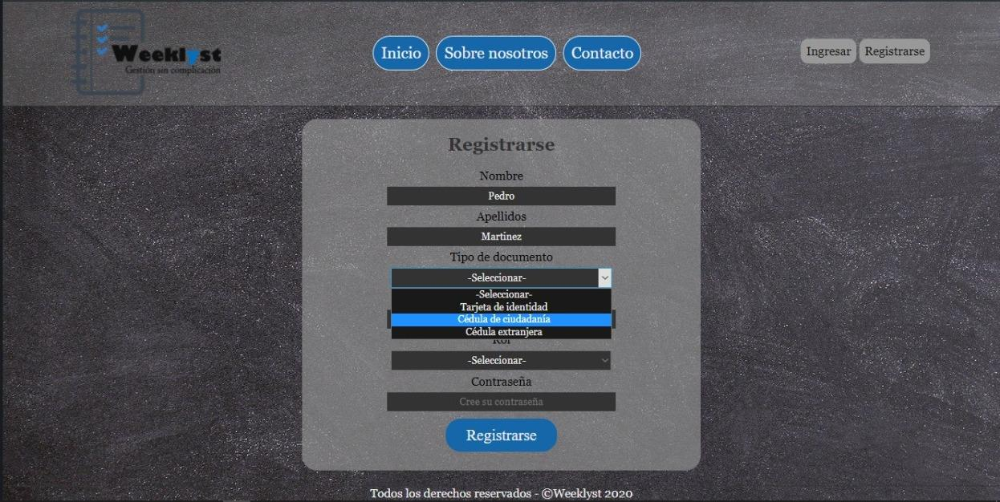 Weeklyst
Gestión sin complicación
Inicio
Sobre nosotros
Contacto
Ingresar
Registrarse
Registrarse
Nombre
Pedro
Apellidos
Martinez
Tipo de documento
-Seleccionar-
-Seleccionar-
Tarjeta de identidad
Cédula de ciudadanía
Cédula extranjera
Rol
-Seleccionar-
Contraseña
Cree su contraseña
Registrarse
Todos los derechos reservados - ©Weeklyst 2020